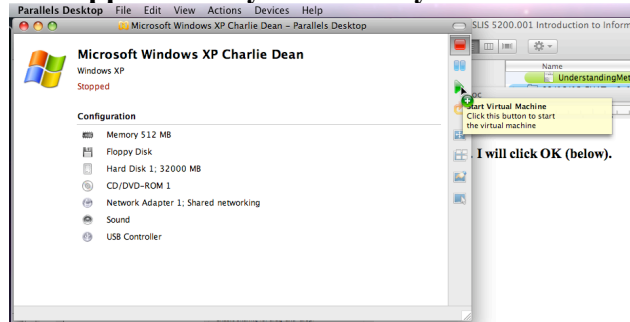 Parallels Desktop File Edit View Actions Devices Help
Microsoft Windows XP Charlie Dean – Parallels Desktop
SLIS 5200.001 Introduction to Inform
Microsoft Windows XP Charlie Dean
Windows XP
Stopped
Name
UnderstandingMet
oc
Start Virtual Machine
Click this button to start
the virtual machine
Configuration
Memory 512 MB
Floppy Disk
Hard Disk 1; 32000 MB
CD/DVD-ROM 1
Network Adapter 1; Shared networking
Sound
USB Controller
. I will click OK (below).